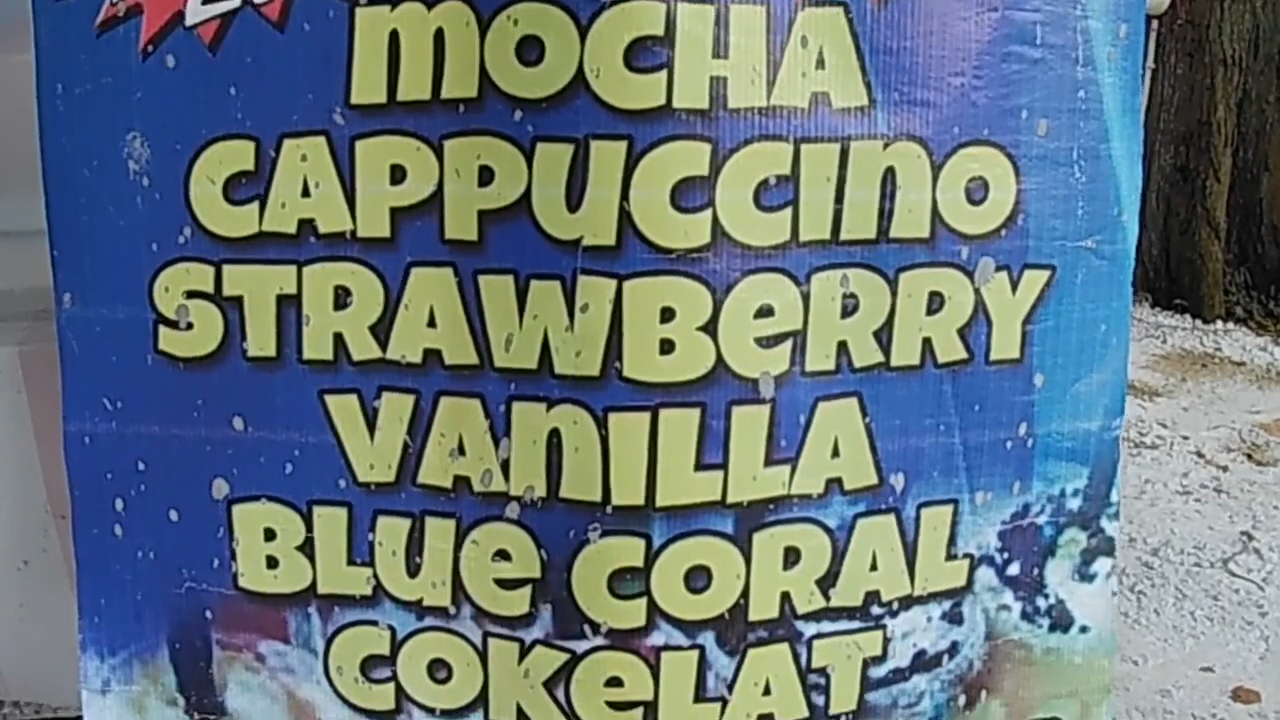 MOCHA
CAPPUCCINO
STRAWBERRY
VANILLA
BLUE CORAL
COKELAT